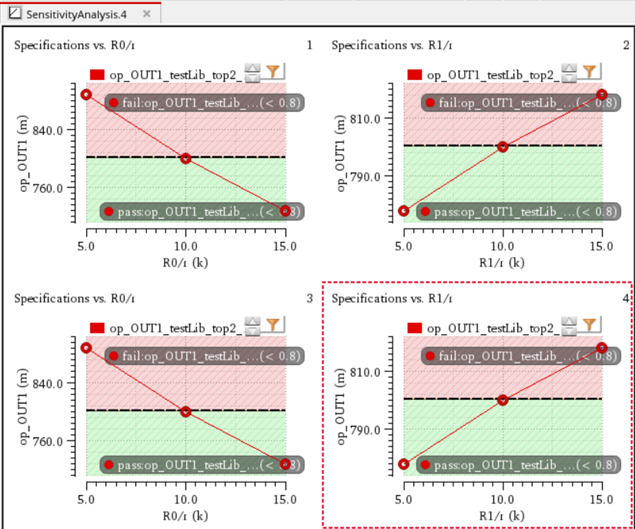 SensitivityAnalysis.4
Specifications vs. R0/r
1
op_OUT1_testLib_top2_
fail:op_OUT1_testLib_...(< 0.8)
840.0
760.0
op_OUT1 (m)
pass:op_OUT1_testLib_...(< 0.8)
5.0 10.0 15.0
R0/r (k)
Specifications vs. R1/r
2
op_OUT1_testLib_top2_
fail:op_OUT1_testLib_...(< 0.8)
810.0
790.0
op_OUT1 (m)
pass:op_OUT1_testLib_...(< 0.8)
5.0 10.0 15.0
R1/r (k)
Specifications vs. R0/r
3
op_OUT1_testLib_top2_
fail:op_OUT1_testLib_...(< 0.8)
840.0
760.0
op_OUT1 (m)
pass:op_OUT1_testLib_...(< 0.8)
5.0 10.0 15.0
R0/r (k)
Specifications vs. R1/r
4
op_OUT1_testLib_top2_
fail:op_OUT1_testLib_...(< 0.8)
810.0
790.0
op_OUT1 (m)
pass:op_OUT1_testLib_...(< 0.8)
5.0 10.0 15.0
R1/r (k)